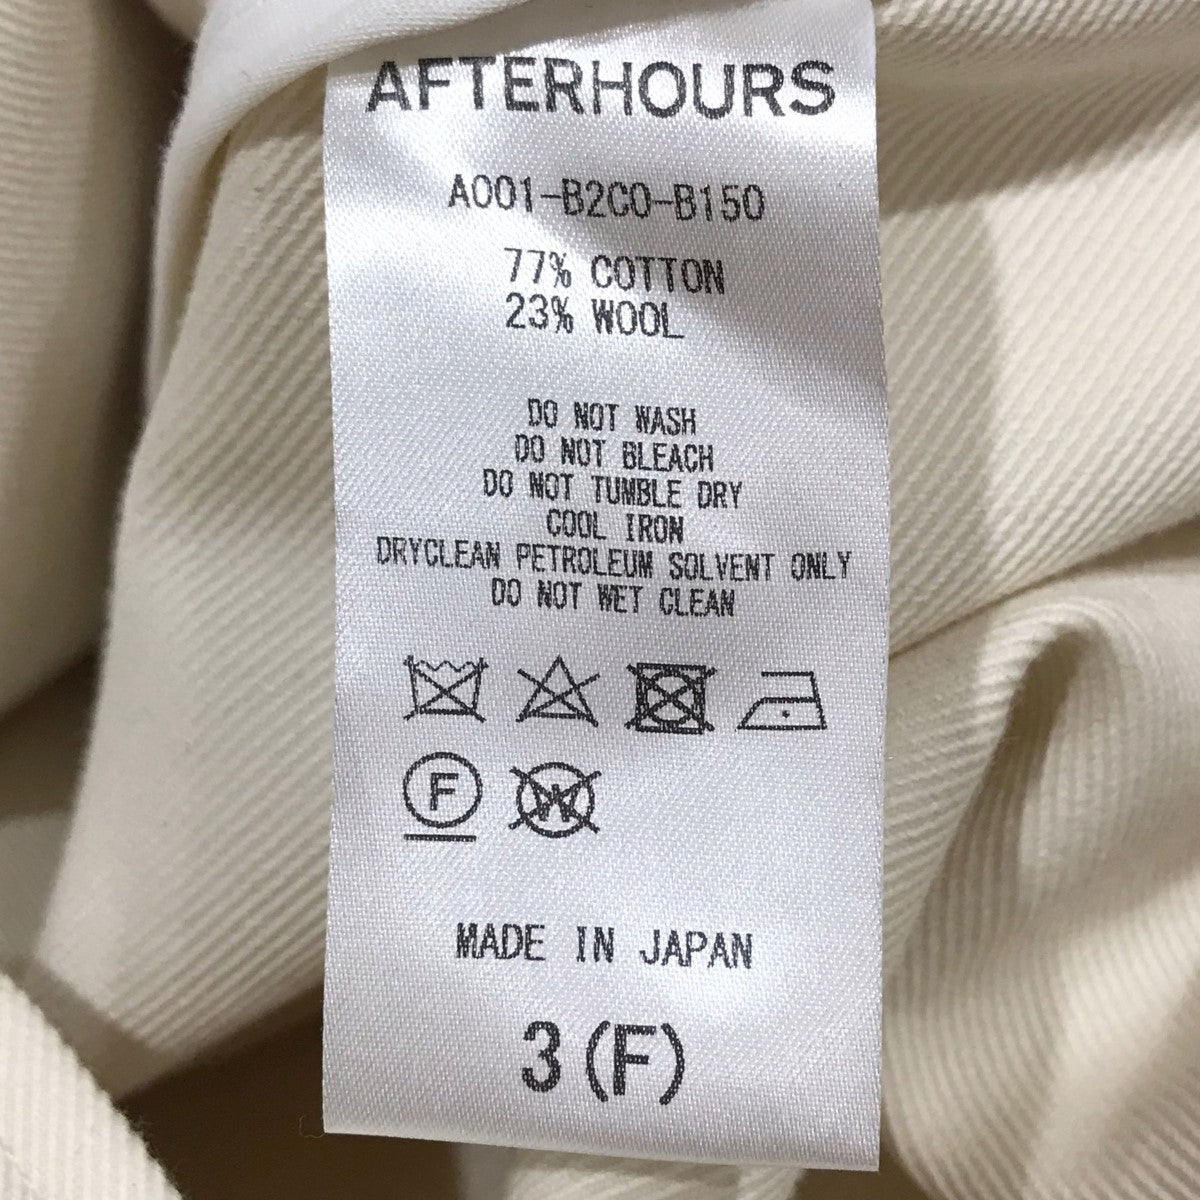 AFTERHOURS
A001-B2C0-B150
77% COTTON
23% WOOL
DO NOT WASH
DO NOT BLEACH
DO NOT TUMBLE DRY
COOL IRON
DRYCLEAN PETROLEUM SOLVENT ONLY
DO NOT WET CLEAN
F W
MADE IN JAPAN
3 (F)